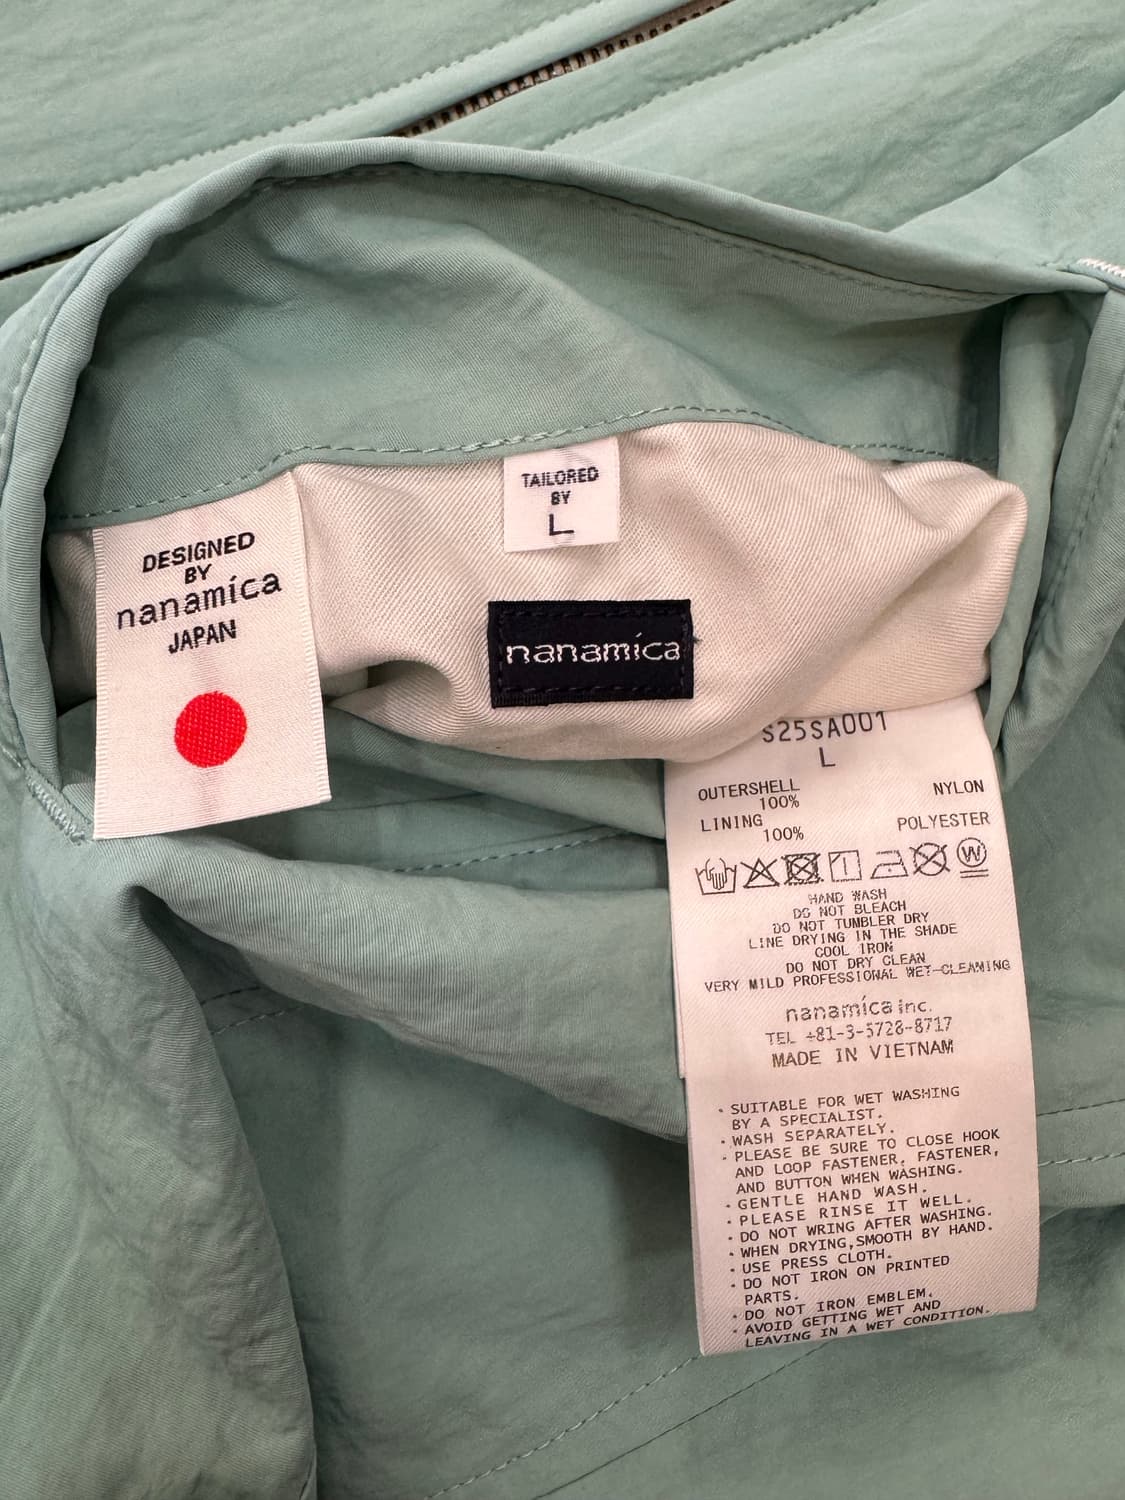 DESIGNED
BY
nanamíca
JAPAN
TAILORED
BY
L
nanamíca
S25SA001
L
OUTERSHELL NYLON
100%
LINING POLYESTER
100%
W
HAND WASH
DO NOT BLEACH
DO NOT TUMBLER DRY
LINE DRYING IN THE SHADE
COOL IRON
DO NOT DRY CLEAN
VERY MILD PROFESSIONAL WET-CLEANING
nanamíca inc.
TEL +81-3-5728-8717
MADE IN VIETNAM
・SUITABLE FOR WET WASHING
BY A SPECIALIST.
・WASH SEPARATELY.
・PLEASE BE SURE TO CLOSE HOOK
AND LOOP FASTENER, FASTENER,
AND BUTTON WHEN WASHING.
・GENTLE HAND WASH.
・PLEASE RINSE IT WELL.
・DO NOT WRING AFTER WASHING.
・WHEN DRYING,SMOOTH BY HAND.
・USE PRESS CLOTH.
・DO NOT IRON ON PRINTED
PARTS.
・DO NOT IRON EMBLEM.
・AVOID GETTING WET AND
LEAVING IN A WET CONDITION.